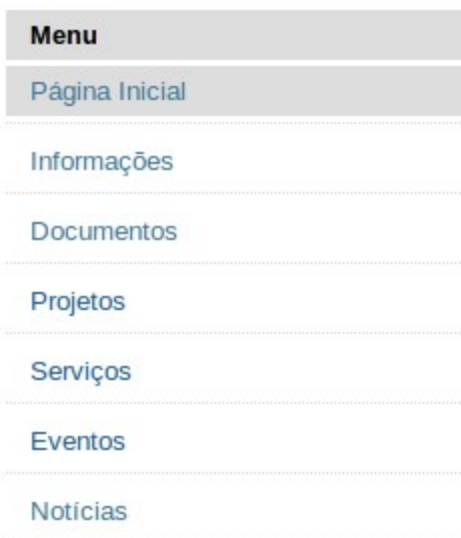 Menu
Página Inicial
Informações
Documentos
Projetos
Serviços
Eventos
Notícias